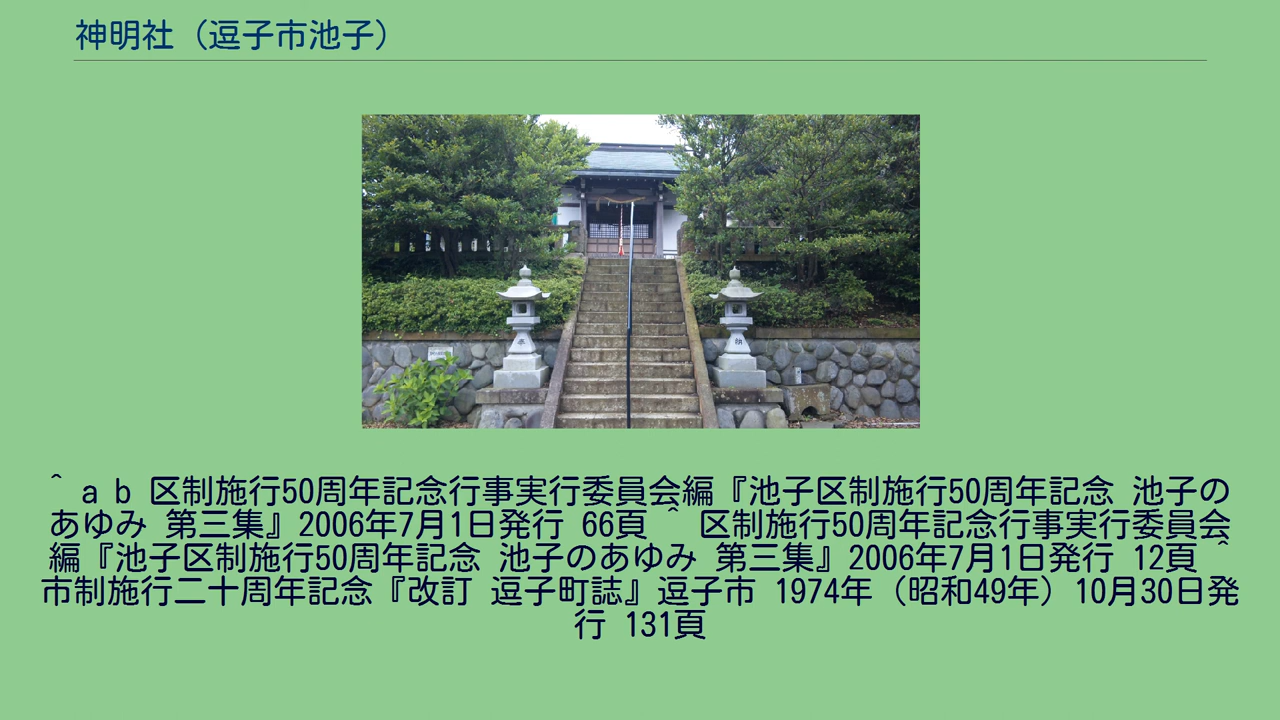 神明社（逗子市池子）
奉
納
^ a b 区制施行50周年記念行事実行委員会編『池子区制施行50周年記念 池子の
あゆみ 第三集』2006年7月1日発行 66頁 ^ 区制施行50周年記念行事実行委員会
編『池子区制施行50周年記念 池子のあゆみ 第三集』2006年7月1日発行 12頁 ^
市制施行二十周年記念『改訂 逗子町誌』逗子市 1974年（昭和49年）10月30日発
行 131頁